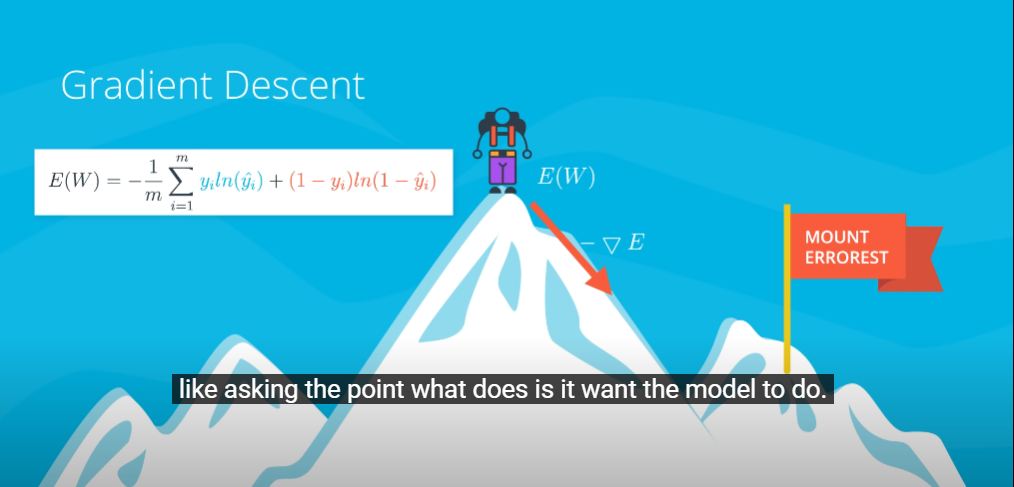 Gradient Descent
E(W) = -\frac{1}{m} \sum_{i=1}^{m} y_i ln(\hat{y}_i) + (1 - y_i)ln(1 - \hat{y}_i)
E(W)
- ▽ E
MOUNT
ERROREST
like asking the point what does is it want the model to do.